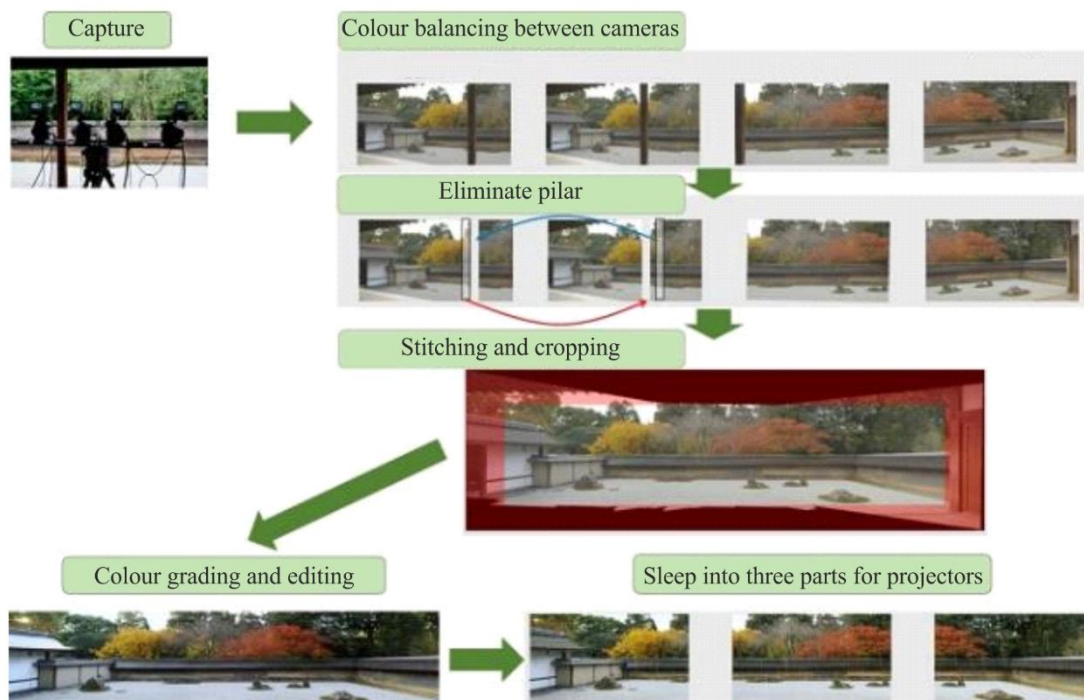 Capture
Colour balancing between cameras
Eliminate pilar
Stitching and cropping
Colour grading and editing
Sleep into three parts for projectors